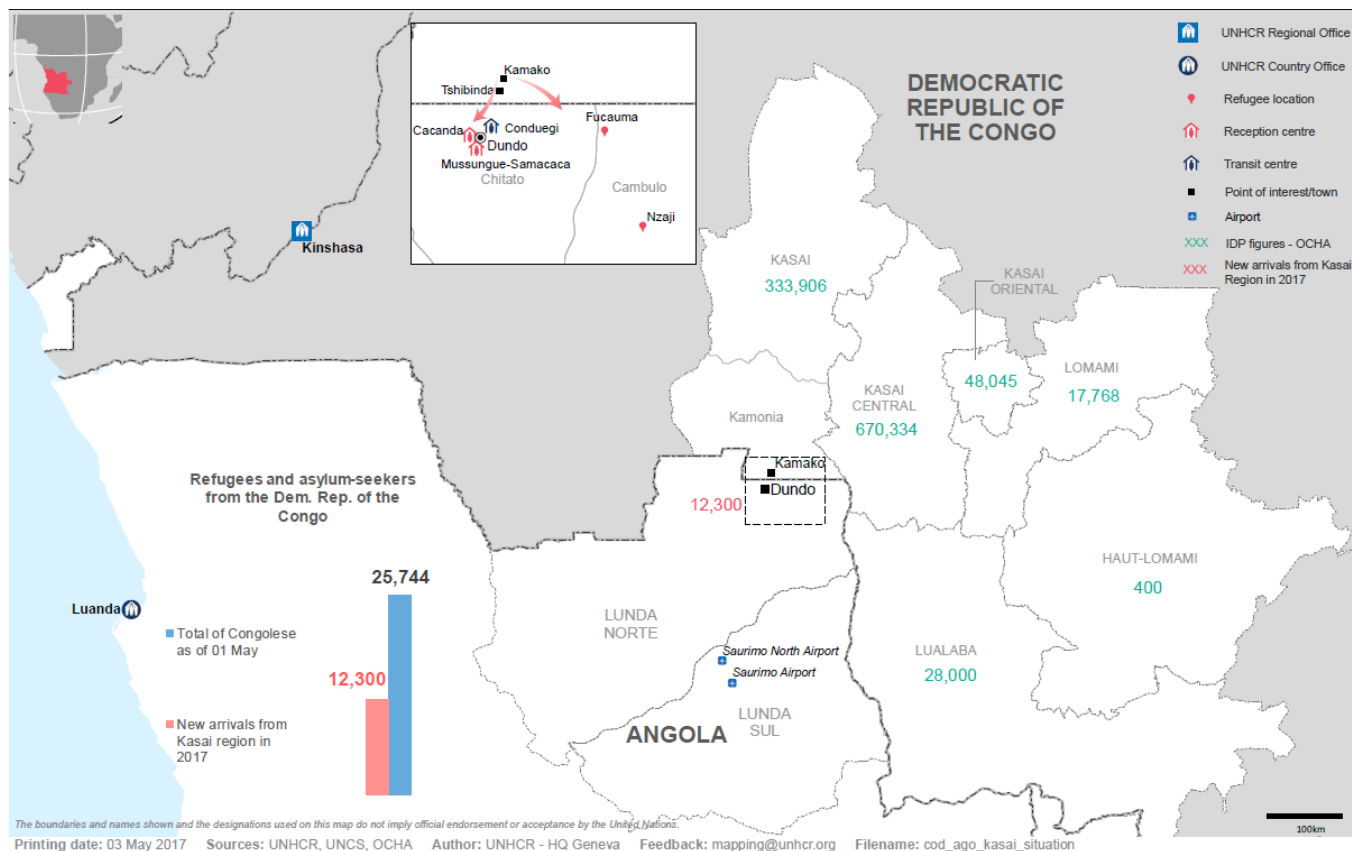 Kamako
Tshibinda
Cacanda
Conduegi
Fucauma
Dundo
Mussungue-Samacaca
Chitato
Cambulo
Nzaji
DEMOCRATIC
REPUBLIC OF
THE CONGO
UNHCR Regional Office
UNHCR Country Office
Refugee location
Reception centre
Transit centre
Point of interest/town
Airport
XXX IDP figures - OCHA
XXX New arrivals from Kasai
Region in 2017
Kinshasa
KASAI
333,906
KASAI
ORIENTAL
48,045
LOMAMI
17,768
KASAI
CENTRAL
670,334
Kamonia
Kamako
Dundo
12,300
HAUT-LOMAMI
400
LUALABA
28,000
LUNDA
NORTE
Saurimo North Airport
Saurimo Airport
LUNDA
SUL
ANGOLA
Luanda
Refugees and asylum-seekers
from the Dem. Rep. of the
Congo
25,744
Total of Congolese
as of 01 May
12,300
New arrivals from
Kasai region in
2017
100km
The boundaries and names shown and the designations used on this map do not imply official endorsement or acceptance by the United Nations.
Printing date: 03 May 2017 Sources: UNHCR, UNCS, OCHA Author: UNHCR - HQ Geneva Feedback: mapping@unhcr.org Filename: cod_ago_kasai_situation